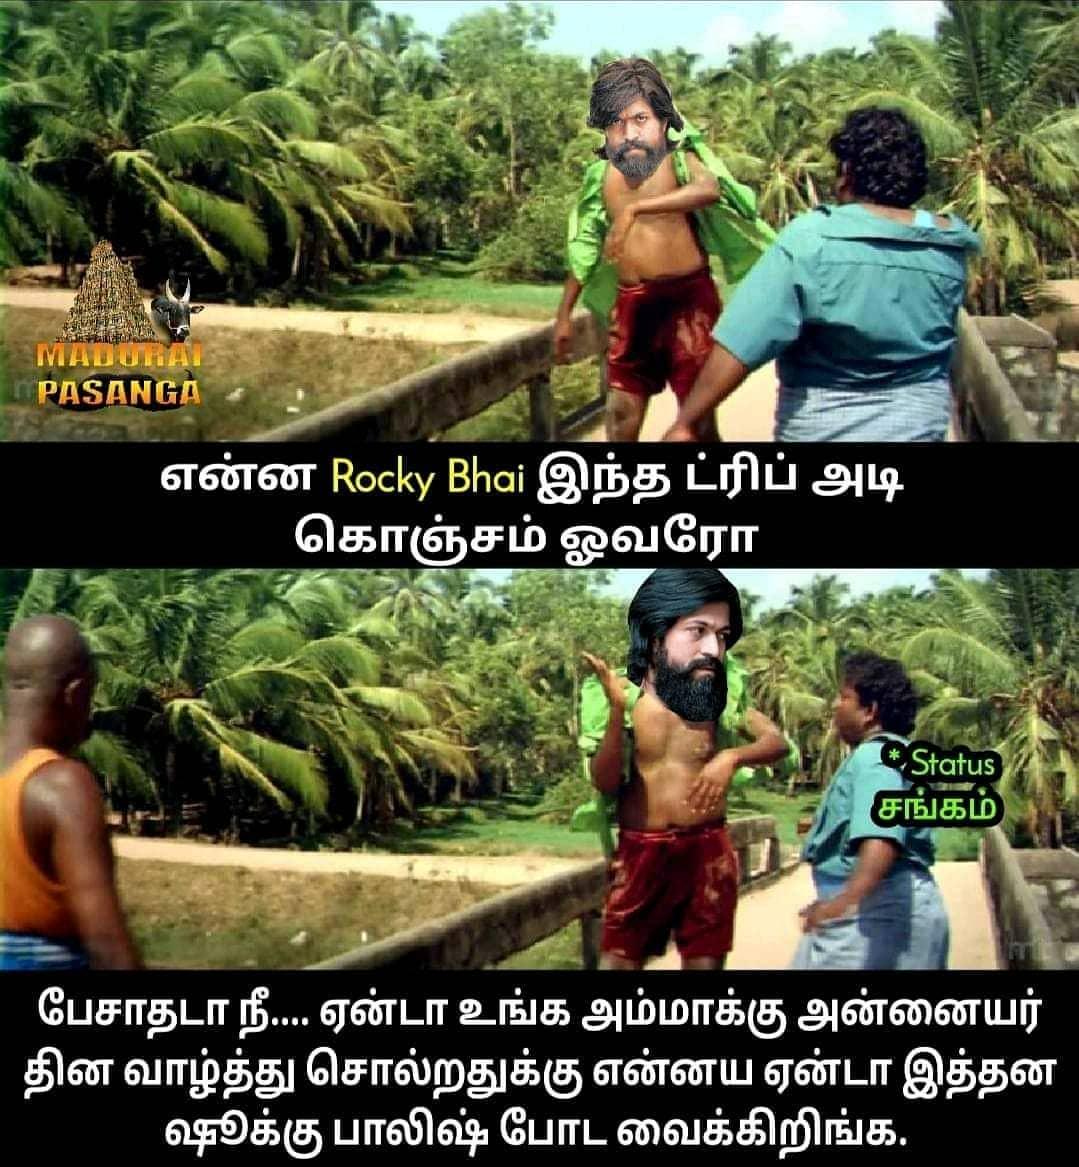 MADURAI
PASANGA
என்ன Rocky Bhai இந்த ட்ரிப் அடி
கொஞ்சம் ஓவரோ
* Status
சங்கம்
பேசாதடா நீ.... ஏன்டா உங்க அம்மாக்கு அன்னையர்
தின வாழ்த்து சொல்றதுக்கு என்னய ஏன்டா இத்தன
ஷூக்கு பாலிஷ் போட வைக்கிறிங்க.